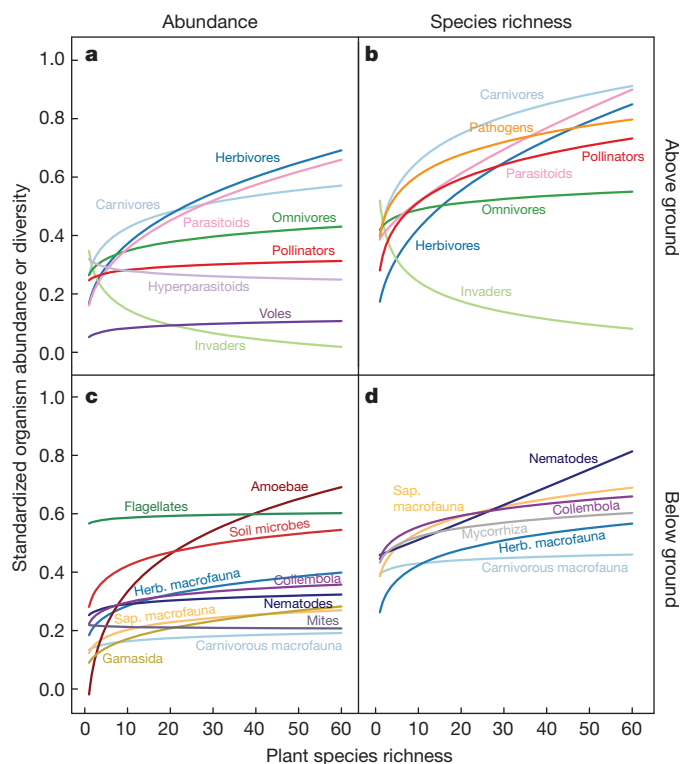 Abundance
Species richness
a
1.0
0.8
0.6
0.4
0.2
0.0
Herbivores
Carnivores
Parasitoids
Omnivores
Pollinators
Hyperparasitoids
Voles
Invaders
b
Carnivores
Pathogens
Pollinators
Parasitoids
Omnivores
Herbivores
Invaders
Above ground
Standardized organism abundance or diversity
c
1.0
0.8
0.6
0.4
0.2
0.0
Amoebae
Flagellates
Soil microbes
Herb. macrofauna
Collembola
Nematodes
Sap. macrofauna
Mites
Carnivorous macrofauna
Gamasida
d
Nematodes
Sap.
macrofauna
Collembola
Mycorrhiza
Herb. macrofauna
Carnivorous macrofauna
Below ground
0 10 20 30 40 50 60
0 10 20 30 40 50 60
Plant species richness